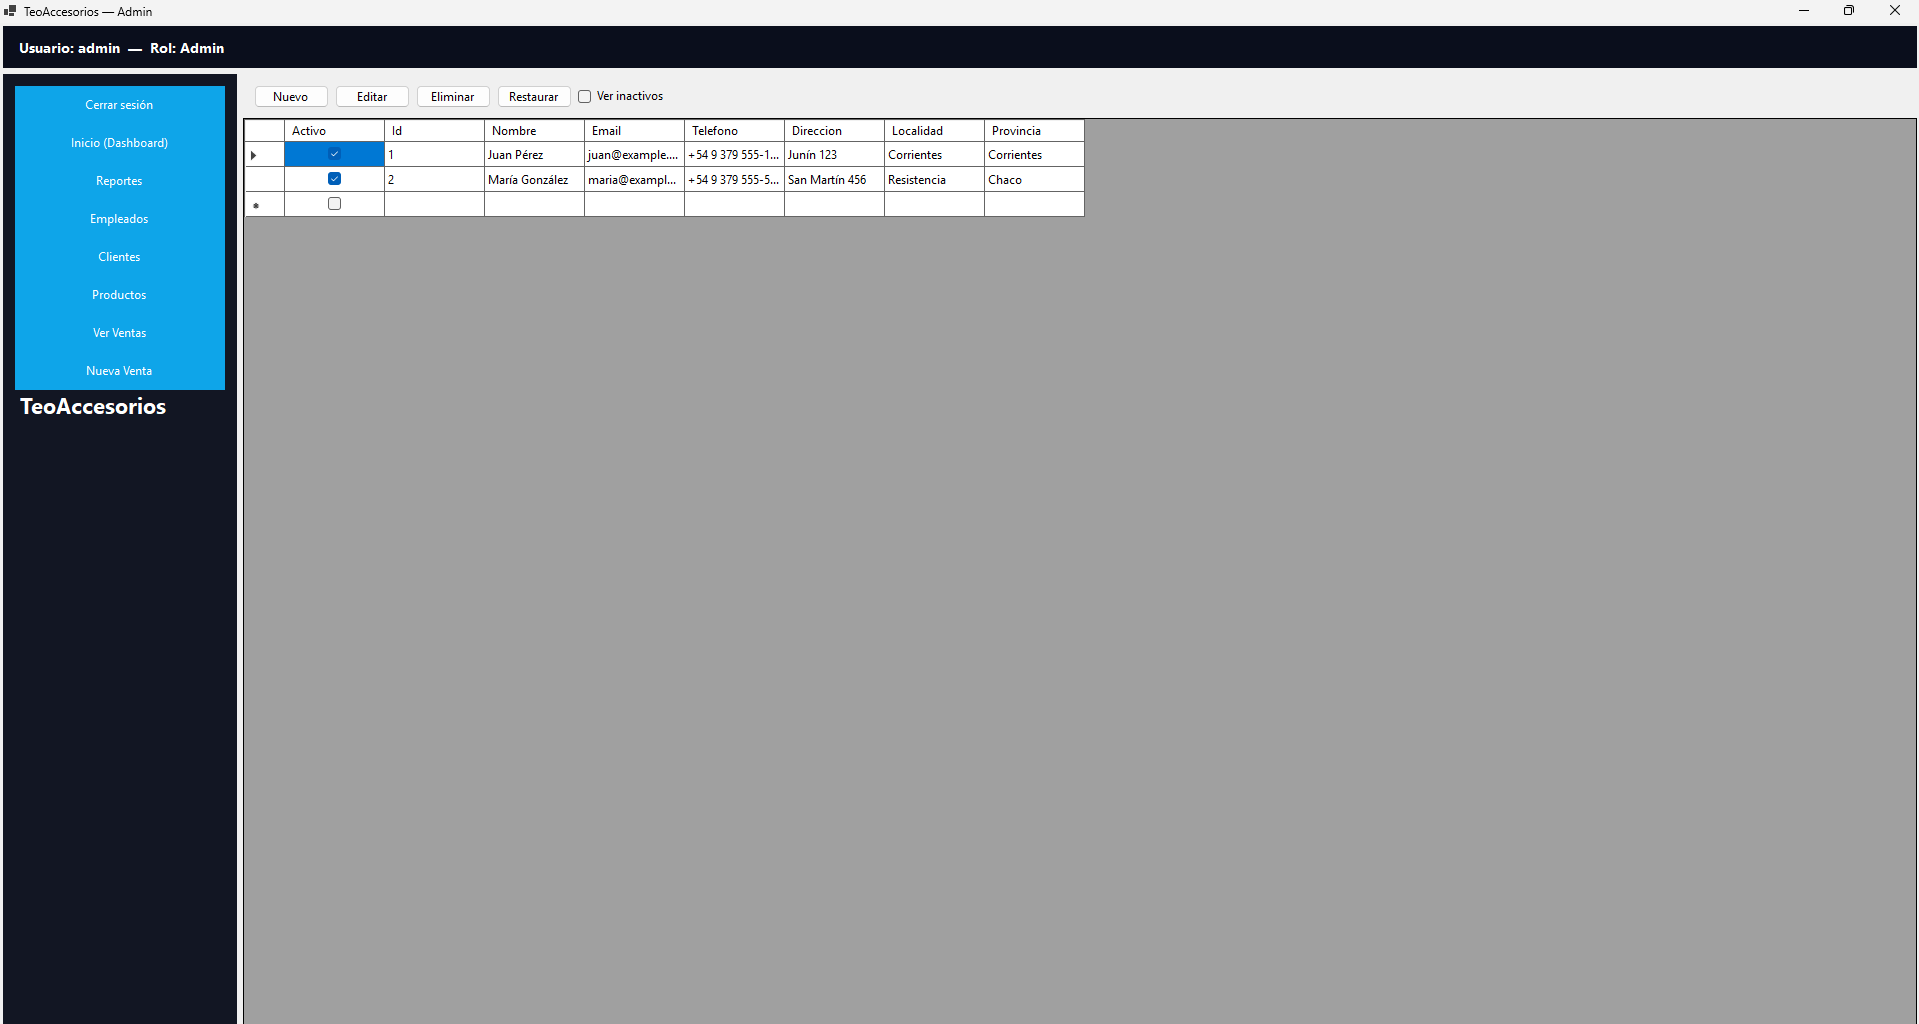 TeoAccesorios — Admin
Usuario: admin — Rol: Admin
Cerrar sesión
Inicio (Dashboard)
Reportes
Empleados
Clientes
Productos
Ver Ventas
Nueva Venta
TeoAccesorios
Nuevo Editar Eliminar Restaurar Ver inactivos
Activo Id Nombre Email Telefono Direccion Localidad Provincia
1 Juan Pérez juan@example.... +54 9 379 555-1... Junín 123 Corrientes Corrientes
2 María González maria@exampl... +54 9 379 555-5... San Martín 456 Resistencia Chaco